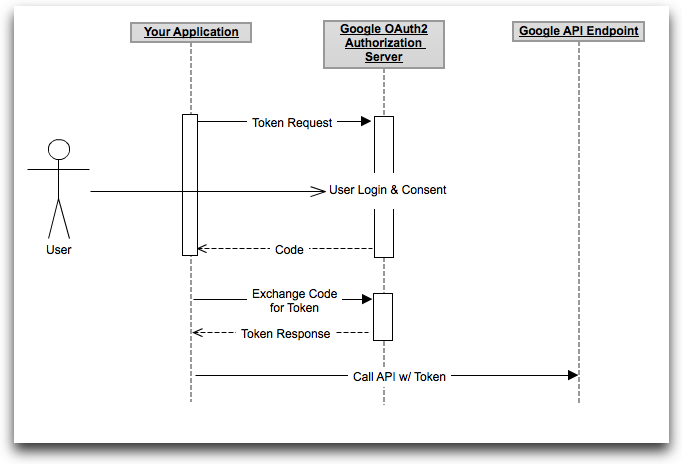 Your Application
Google OAuth2
Authorization
Server
Google API Endpoint
Token Request
User Login & Consent
User
Code
Exchange Code
for Token
Token Response
Call API w/ Token